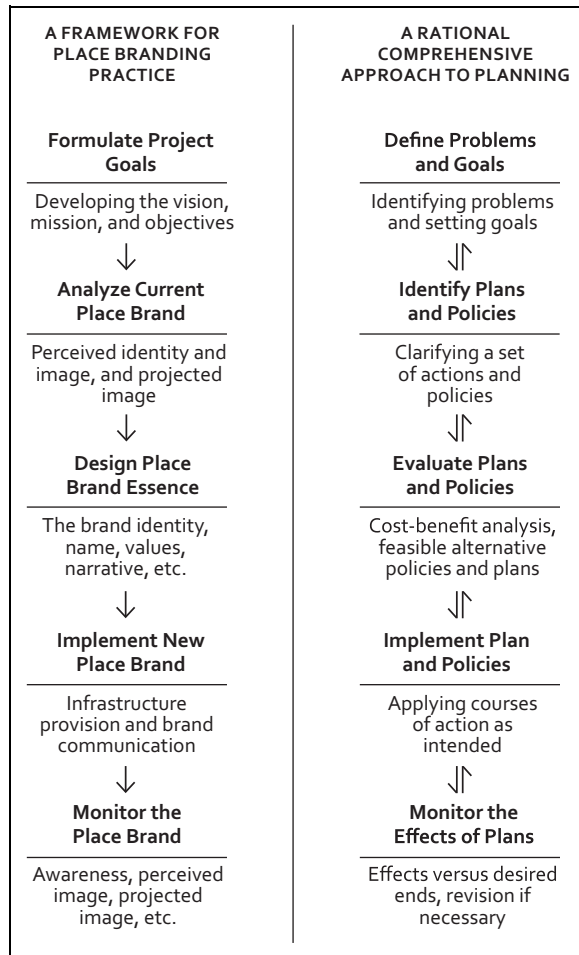 A FRAMEWORK FOR
PLACE BRANDING
PRACTICE
Formulate Project
Goals
Developing the vision,
mission, and objectives
Analyze Current
Place Brand
Perceived identity and
image, and projected
image
Design Place
Brand Essence
The brand identity,
name, values,
narrative, etc.
Implement New
Place Brand
Infrastructure
provision and brand
communication
Monitor the
Place Brand
Awareness, perceived
image, projected
image, etc.
A RATIONAL
COMPREHENSIVE
APPROACH TO PLANNING
Define Problems
and Goals
Identifying problems
and setting goals
Identify Plans
and Policies
Clarifying a set
of actions and
policies
Evaluate Plans
and Policies
Cost-benefit analysis,
feasible alternative
policies and plans
Implement Plan
and Policies
Applying courses
of action as
intended
Monitor the
Effects of Plans
Effects versus desired
ends, revision if
necessary